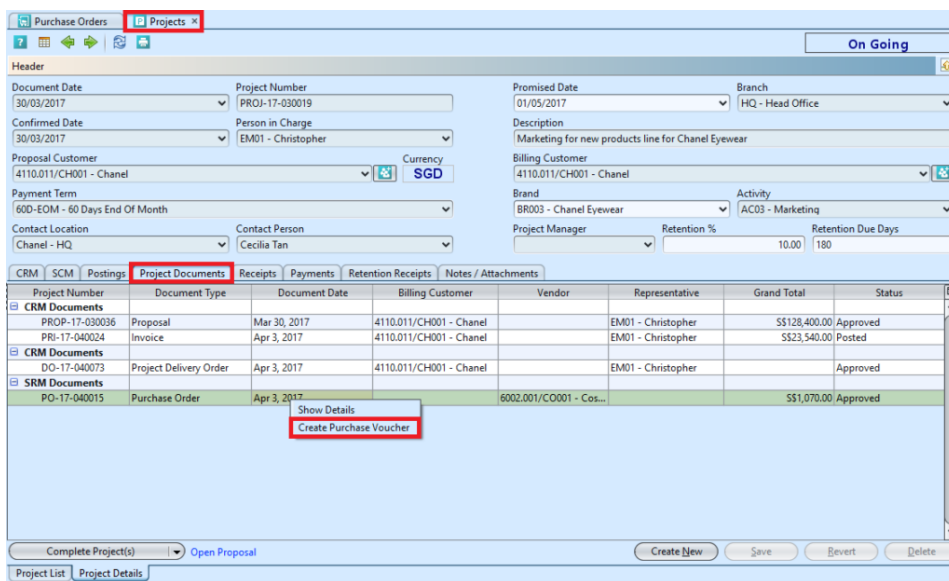 Purchase Orders Projects ×
On Going
Header
Document Date Project Number Promised Date Branch
30/03/2017 PROJ-17-030019 01/05/2017 HQ - Head Office
Confirmed Date Person in Charge Description
30/03/2017 EM01 - Christopher Marketing for new products line for Chanel Eyewear
Proposal Customer Currency Billing Customer
4110.011/CH001 - Chanel SGD 4110.011/CH001 - Chanel
Payment Term Brand Activity
60D-EOM - 60 Days End Of Month BR003 - Chanel Eyewear AC03 - Marketing
Contact Location Contact Person Project Manager Retention % Retention Due Days
Chanel - HQ Cecilia Tan 10.00 180
CRM SCM Postings Project Documents Receipts Payments Retention Receipts Notes / Attachments
Project Number Document Type Document Date Billing Customer Vendor Representative Grand Total Status
CRM Documents
PROP-17-030036 Proposal Mar 30, 2017 4110.011/CH001 - Chanel EM01 - Christopher S$128,400.00 Approved
PRI-17-040024 Invoice Apr 3, 2017 4110.011/CH001 - Chanel EM01 - Christopher S$23,540.00 Posted
CRM Documents
DO-17-040073 Project Delivery Order Apr 3, 2017 4110.011/CH001 - Chanel EM01 - Christopher Approved
SRM Documents
PO-17-040015 Purchase Order Apr 3, 2017 6002.001/CO001 - Cos... S$1,070.00 Approved
Show Details
Create Purchase Voucher
Complete Project(s) Open Proposal Create New Save Revert Delete
Project List Project Details